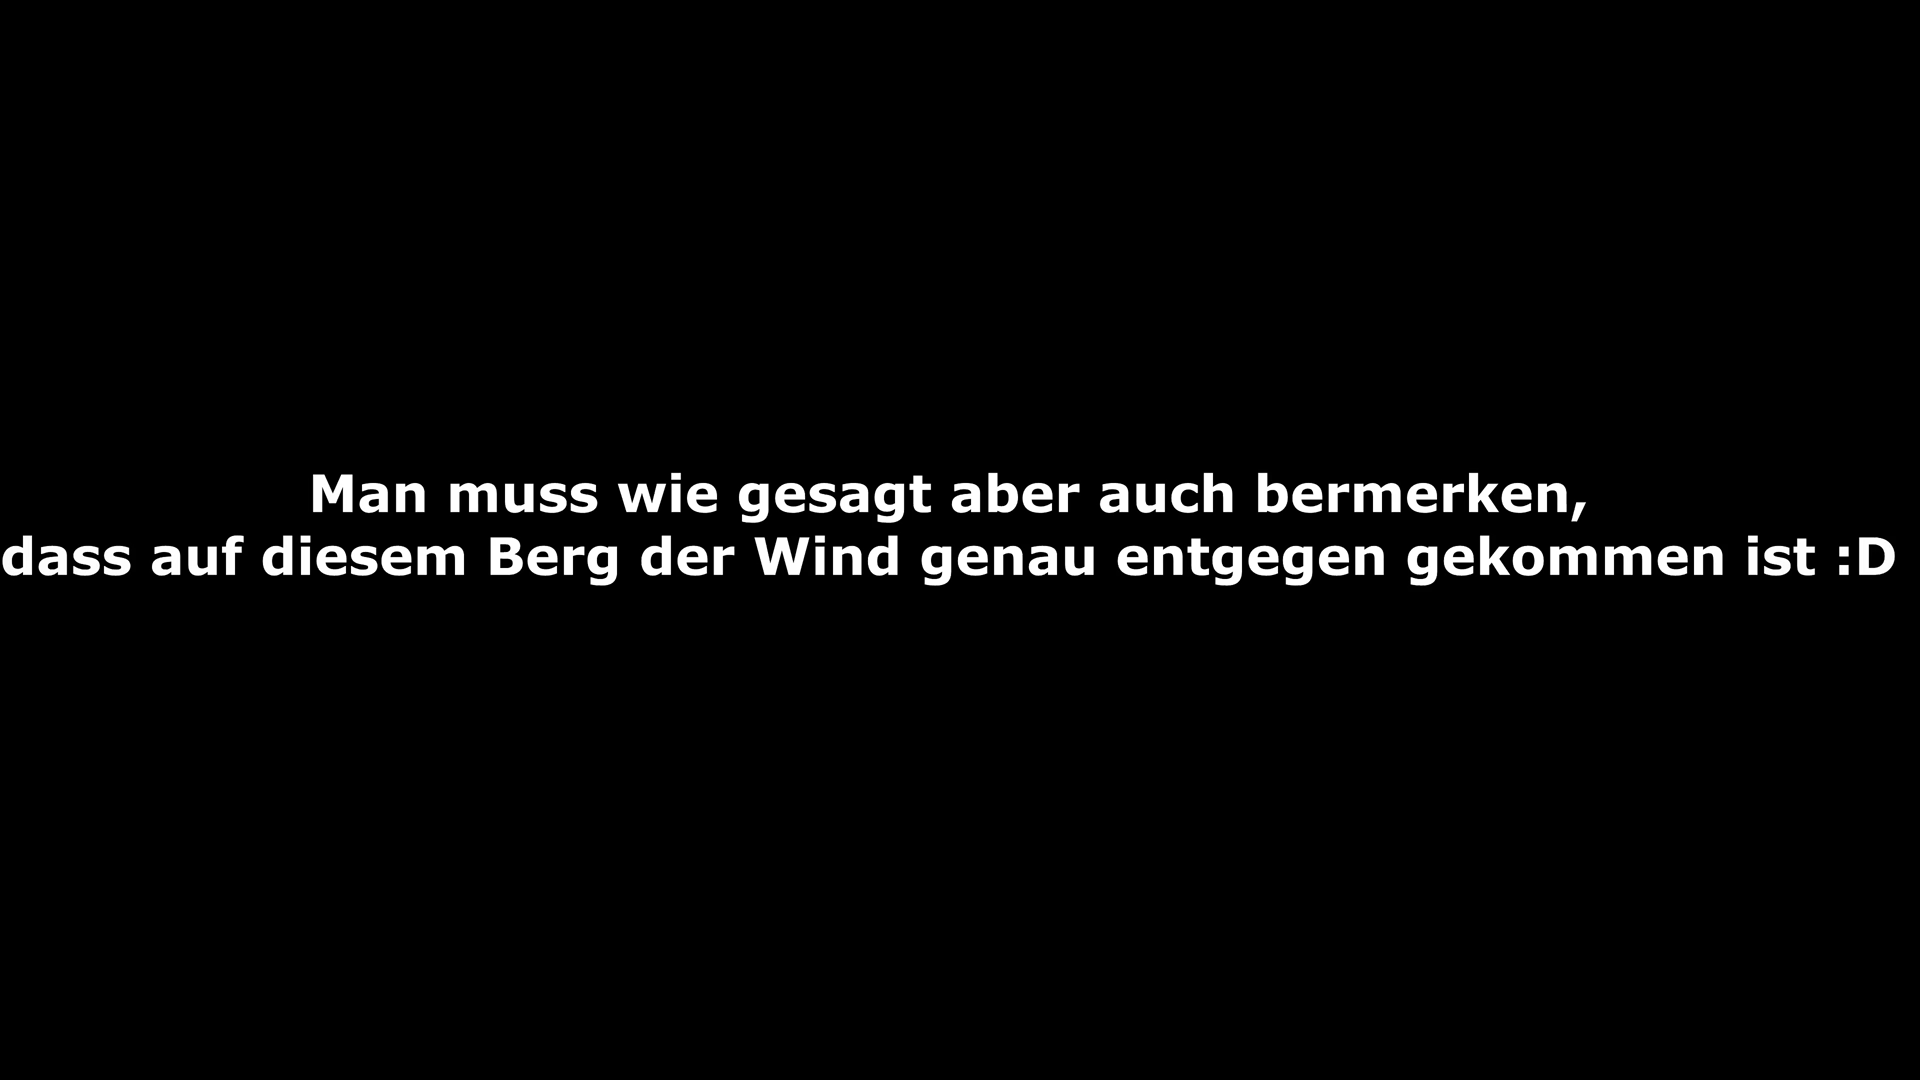 Man muss wie gesagt aber auch bermerken,
dass auf diesem Berg der Wind genau entgegen gekommen ist :D